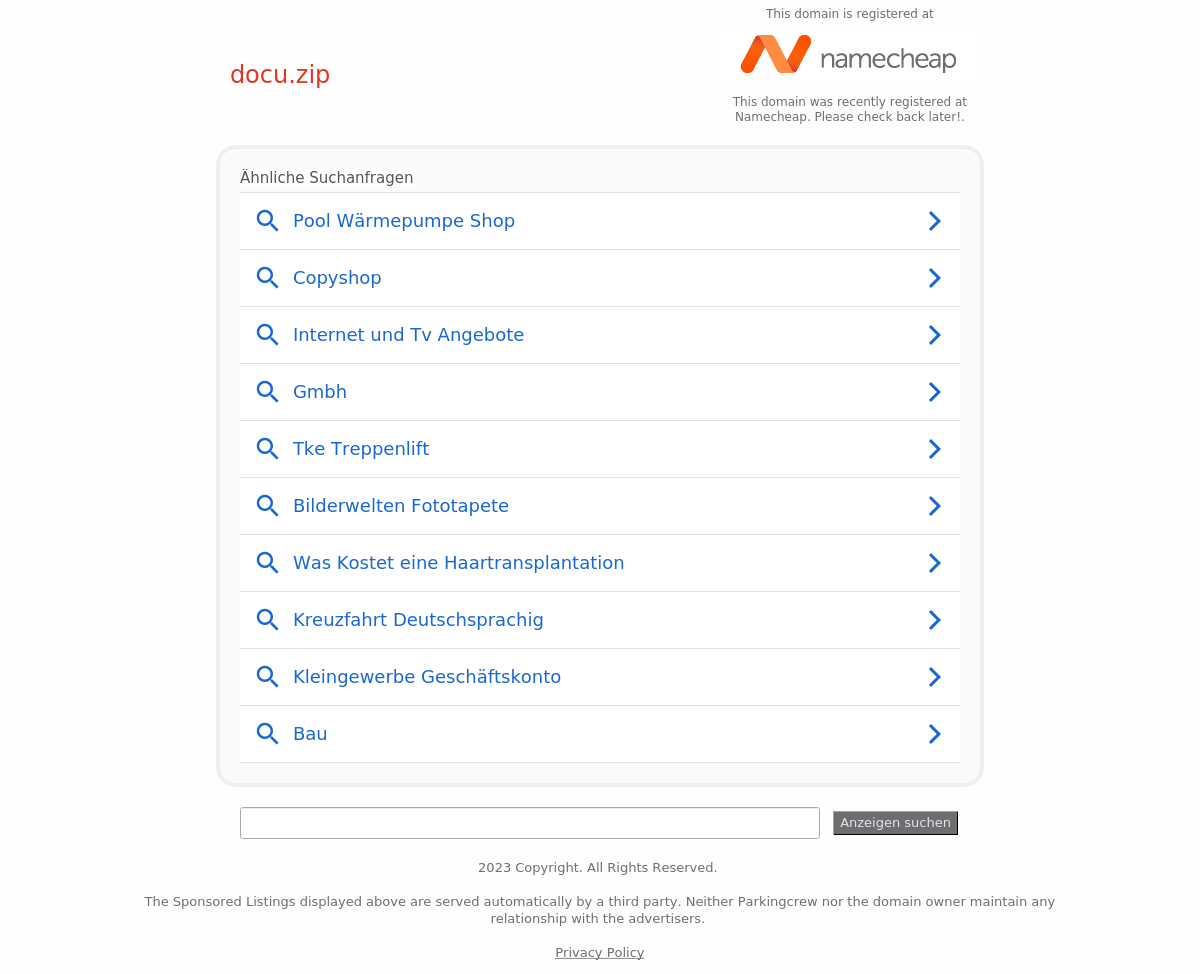 This domain is registered at
namecheap
docu.zip
This domain was recently registered at
Namecheap. Please check back later!.
Ähnliche Suchanfragen
Pool Wärmepumpe Shop
Copyshop
Internet und Tv Angebote
Gmbh
Tke Treppenlift
Bilderwelten Fototapete
Was Kostet eine Haartransplantation
Kreuzfahrt Deutschsprachig
Kleingewerbe Geschäftskonto
Bau
Anzeigen suchen
2023 Copyright. All Rights Reserved.
The Sponsored Listings displayed above are served automatically by a third party. Neither Parkingcrew nor the domain owner maintain any
relationship with the advertisers.
Privacy Policy